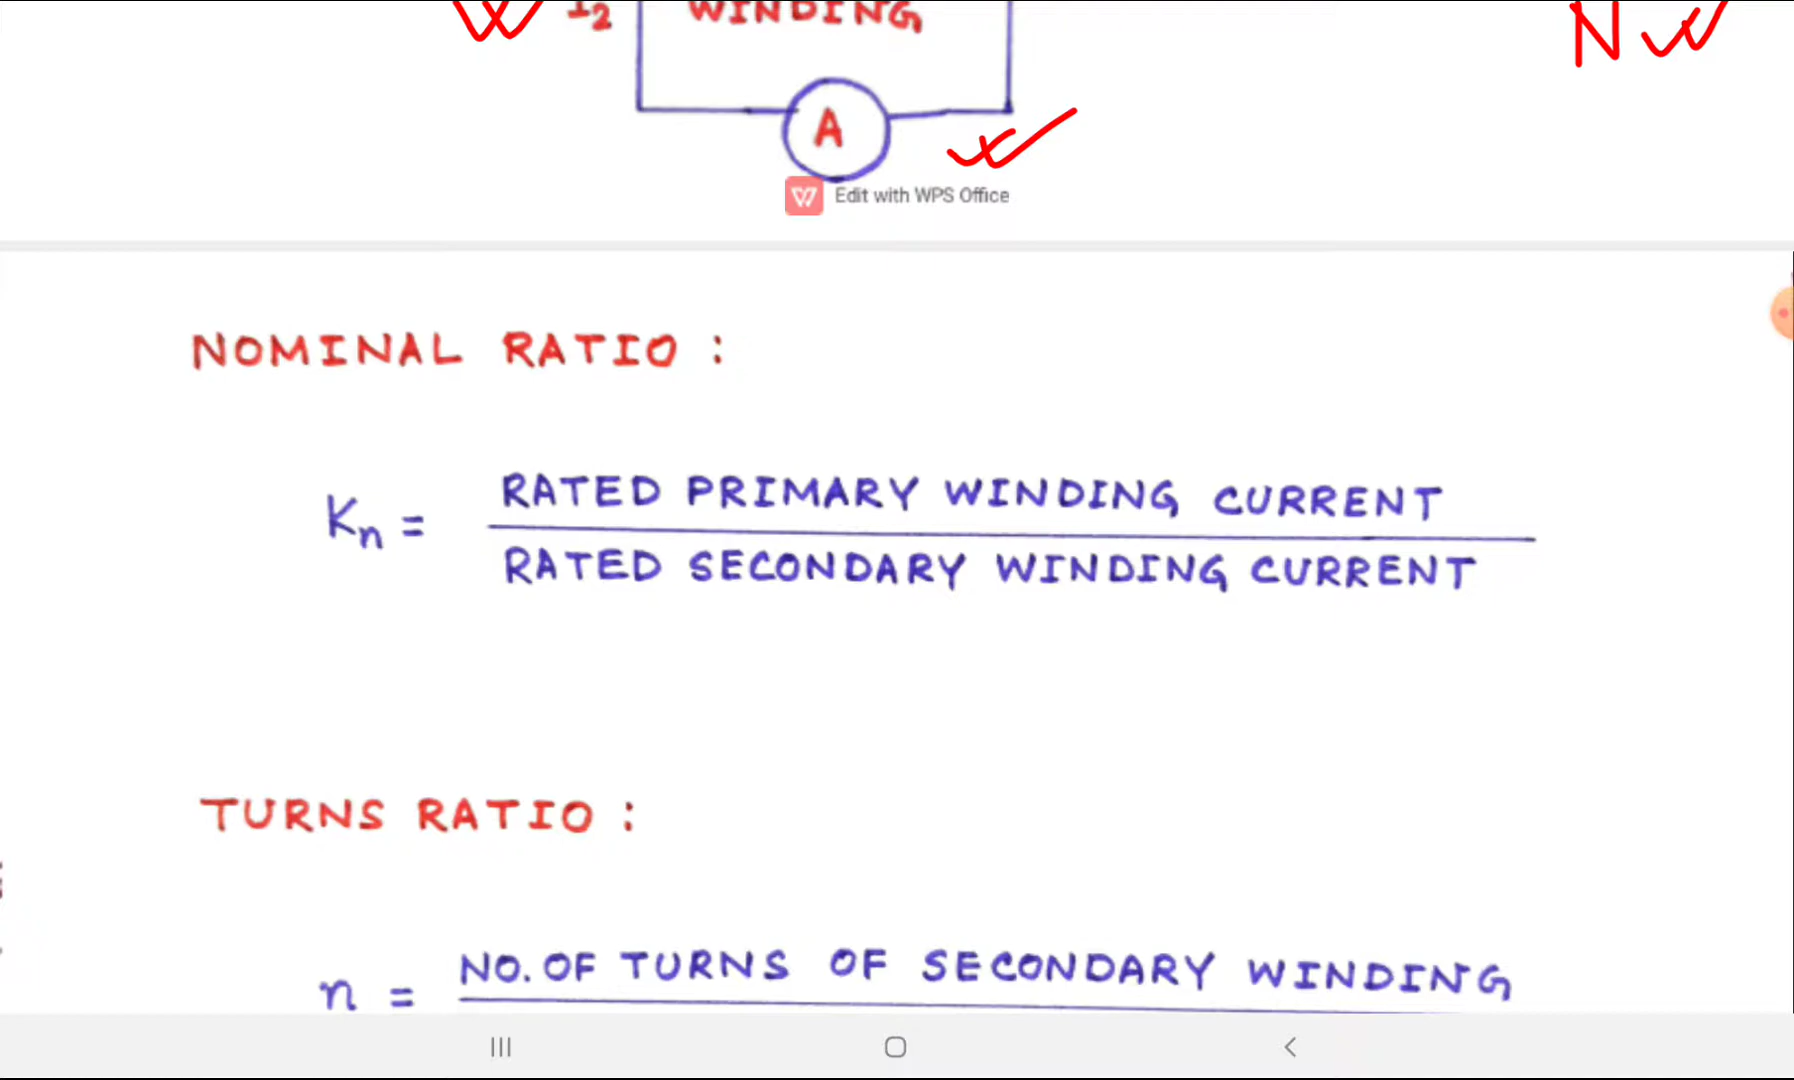 I2 WINDING
N
A
Edit with WPS Office
NOMINAL RATIO :
Kn = RATED PRIMARY WINDING CURRENT
RATED SECONDARY WINDING CURRENT
TURNS RATIO :
n = NO. OF TURNS OF SECONDARY WINDING